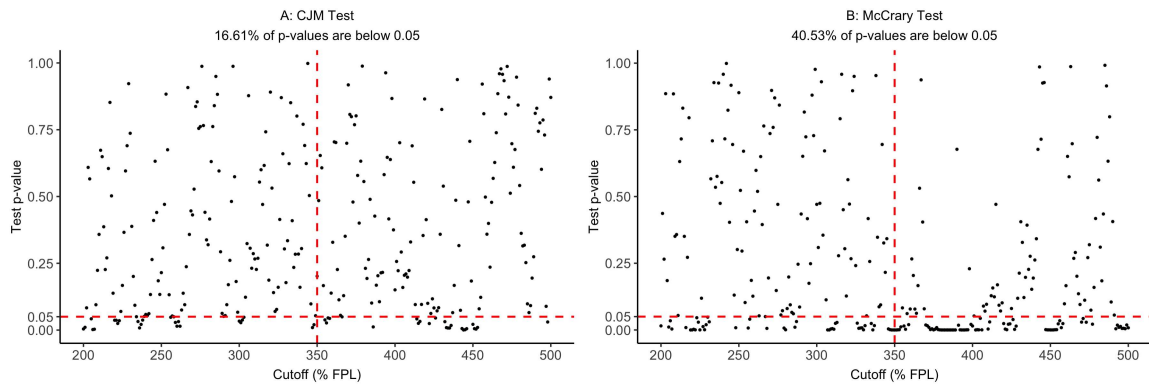 A: CJM Test
16.61% of p-values are below 0.05
1.00
0.75
0.50
0.25
0.05
0.00
Test p-value
200 250 300 350 400 450 500
Cutoff (% FPL)
B: McCrary Test
40.53% of p-values are below 0.05
1.00
0.75
0.50
0.25
0.05
0.00
Test p-value
200 250 300 350 400 450 500
Cutoff (% FPL)